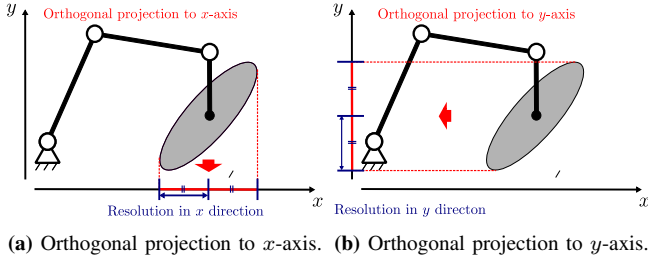 y
Orthogonal projection to x-axis
x
Resolution in x direction
y
Orthogonal projection to y-axis
x
Resolution in y directon
(a) Orthogonal projection to x-axis. (b) Orthogonal projection to y-axis.